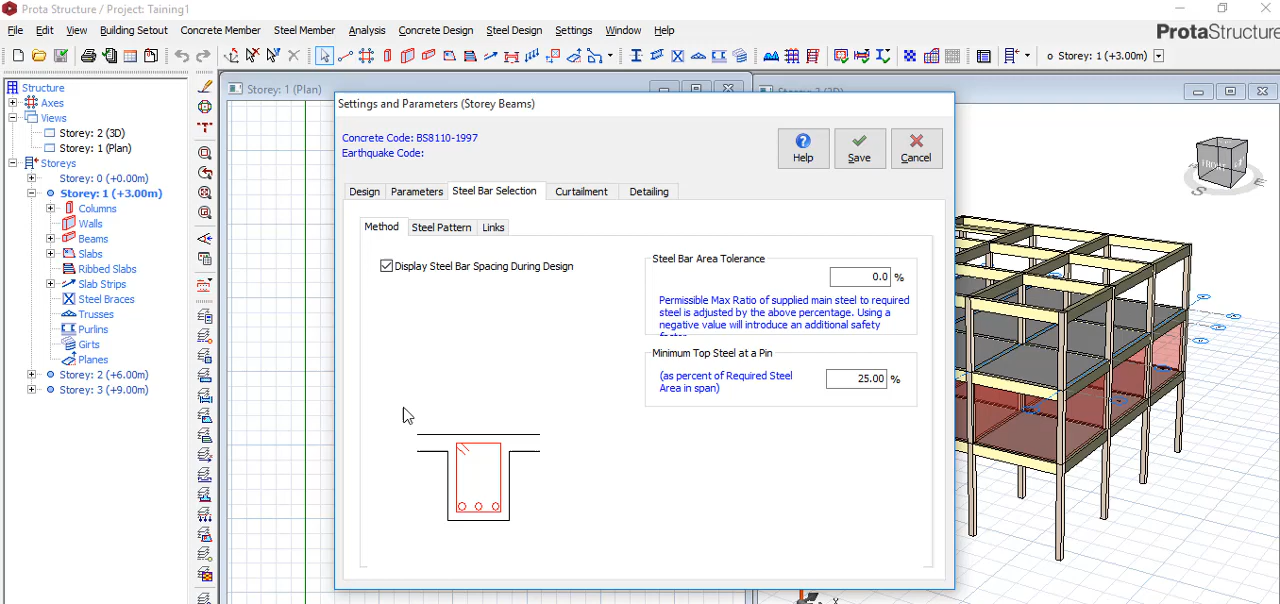 Prota Structure / Project: Taining1
File Edit View Building Setout Concrete Member Steel Member Analysis Concrete Design Steel Design Settings Window Help
ProtaStructure
o Storey: 1 (+3.00m)
Structure
Axes
Views
Storey: 2 (3D)
Storey: 1 (Plan)
Storeys
Storey: 0 (+0.00m)
Storey: 1 (+3.00m)
Columns
Walls
Beams
Slabs
Ribbed Slabs
Slab Strips
Steel Braces
Trusses
Purlins
Girts
Planes
Storey: 2 (+6.00m)
Storey: 3 (+9.00m)
Storey: 1 (Plan)
Settings and Parameters (Storey Beams)
Concrete Code: BS8110-1997
Earthquake Code:
Help Save Cancel
Design Parameters Steel Bar Selection Curtailment Detailing
Method Steel Pattern Links
Display Steel Bar Spacing During Design
Steel Bar Area Tolerance
0.0 %
Permissible Max Ratio of supplied main steel to required
steel is adjusted by the above percentage. Using a
negative value will introduce an additional safety
factor.
Minimum Top Steel at a Pin
(as percent of Required Steel
Area in span)
25.00 %
FRONT
S
E
X